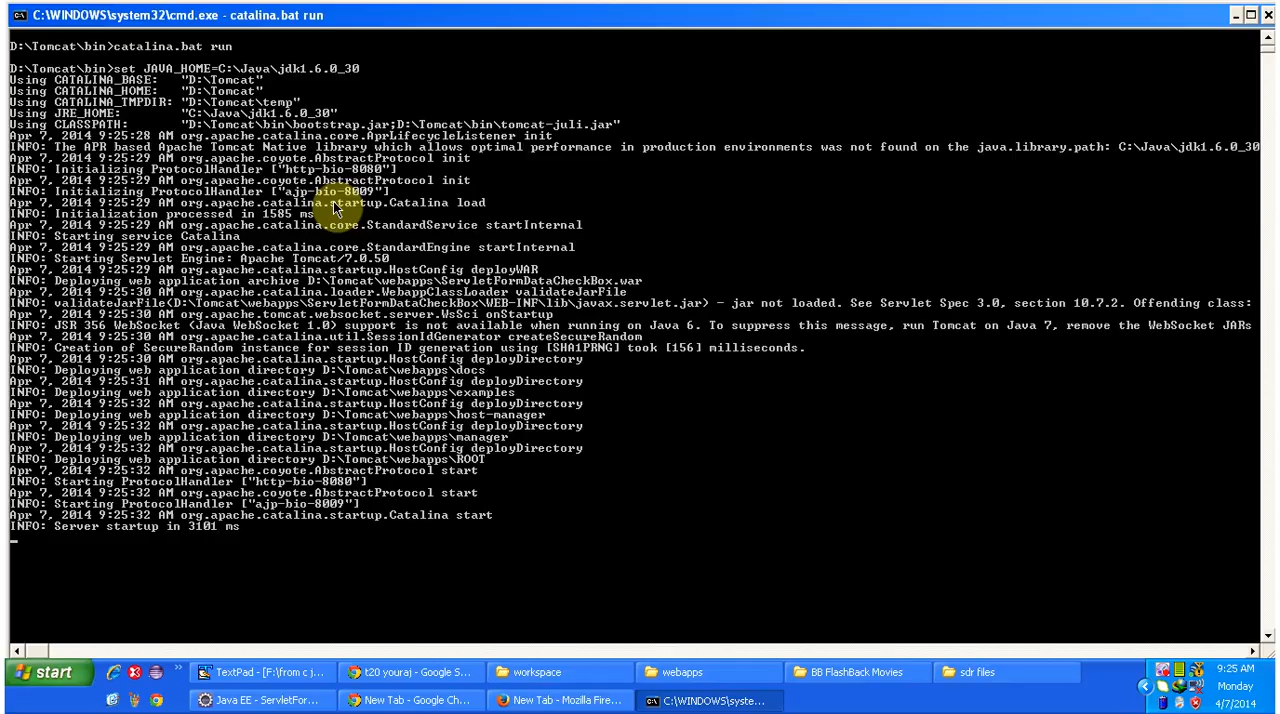 C:\WINDOWS\system32\cmd.exe - catalina.bat run
D:\Tomcat\bin>catalina.bat run
D:\Tomcat\bin>set JAVA_HOME=C:\Java\jdk1.6.0_30
Using CATALINA_BASE:   "D:\Tomcat"
Using CATALINA_HOME:   "D:\Tomcat"
Using CATALINA_TMPDIR: "D:\Tomcat\temp"
Using JRE_HOME:        "C:\Java\jdk1.6.0_30"
Using CLASSPATH:       "D:\Tomcat\bin\bootstrap.jar;D:\Tomcat\bin\tomcat-juli.jar"
Apr 7, 2014 9:25:28 AM org.apache.catalina.core.AprLifecycleListener init
INFO: The APR based Apache Tomcat Native library which allows optimal performance in production environments was not found on the java.library.path: C:\Java\jdk1.6.0_30
Apr 7, 2014 9:25:29 AM org.apache.coyote.AbstractProtocol init
INFO: Initializing ProtocolHandler ["http-bio-8080"]
Apr 7, 2014 9:25:29 AM org.apache.coyote.AbstractProtocol init
INFO: Initializing ProtocolHandler ["ajp-bio-8009"]
Apr 7, 2014 9:25:29 AM org.apache.catalina.startup.Catalina load
INFO: Initialization processed in 1585 ms
Apr 7, 2014 9:25:29 AM org.apache.catalina.core.StandardService startInternal
INFO: Starting service Catalina
Apr 7, 2014 9:25:29 AM org.apache.catalina.core.StandardEngine startInternal
INFO: Starting Servlet Engine: Apache Tomcat/7.0.50
Apr 7, 2014 9:25:29 AM org.apache.catalina.startup.HostConfig deployWAR
INFO: Deploying web application archive D:\Tomcat\webapps\ServletFormDataCheckBox.war
Apr 7, 2014 9:25:30 AM org.apache.catalina.loader.WebappClassLoader validateJarFile
INFO: validateJarFile(D:\Tomcat\webapps\ServletFormDataCheckBox\WEB-INF\lib\javax.servlet.jar) - jar not loaded. See Servlet Spec 3.0, section 10.7.2. Offending class:
Apr 7, 2014 9:25:30 AM org.apache.tomcat.websocket.server.WsSci onStartup
INFO: JSR 356 WebSocket (Java WebSocket 1.0) support is not available when running on Java 6. To suppress this message, run Tomcat on Java 7, remove the WebSocket JARs
Apr 7, 2014 9:25:30 AM org.apache.catalina.util.SessionIdGenerator createSecureRandom
INFO: Creation of SecureRandom instance for session ID generation using [SHA1PRNG] took [156] milliseconds.
Apr 7, 2014 9:25:30 AM org.apache.catalina.startup.HostConfig deployDirectory
INFO: Deploying web application directory D:\Tomcat\webapps\docs
Apr 7, 2014 9:25:31 AM org.apache.catalina.startup.HostConfig deployDirectory
INFO: Deploying web application directory D:\Tomcat\webapps\examples
Apr 7, 2014 9:25:32 AM org.apache.catalina.startup.HostConfig deployDirectory
INFO: Deploying web application directory D:\Tomcat\webapps\host-manager
Apr 7, 2014 9:25:32 AM org.apache.catalina.startup.HostConfig deployDirectory
INFO: Deploying web application directory D:\Tomcat\webapps\manager
Apr 7, 2014 9:25:32 AM org.apache.catalina.startup.HostConfig deployDirectory
INFO: Deploying web application directory D:\Tomcat\webapps\ROOT
Apr 7, 2014 9:25:32 AM org.apache.coyote.AbstractProtocol start
INFO: Starting ProtocolHandler ["http-bio-8080"]
Apr 7, 2014 9:25:32 AM org.apache.coyote.AbstractProtocol start
INFO: Starting ProtocolHandler ["ajp-bio-8009"]
Apr 7, 2014 9:25:32 AM org.apache.catalina.startup.Catalina start
INFO: Server startup in 3101 ms
start
TextPad - [F:\from c j...
t20 youraj - Google S...
workspace
webapps
BB FlashBack Movies
sdr files
9:25 AM
Java EE - ServletFor...
New Tab - Google Ch...
New Tab - Mozilla Fire...
C:\WINDOWS\syste...
Monday
4/7/2014